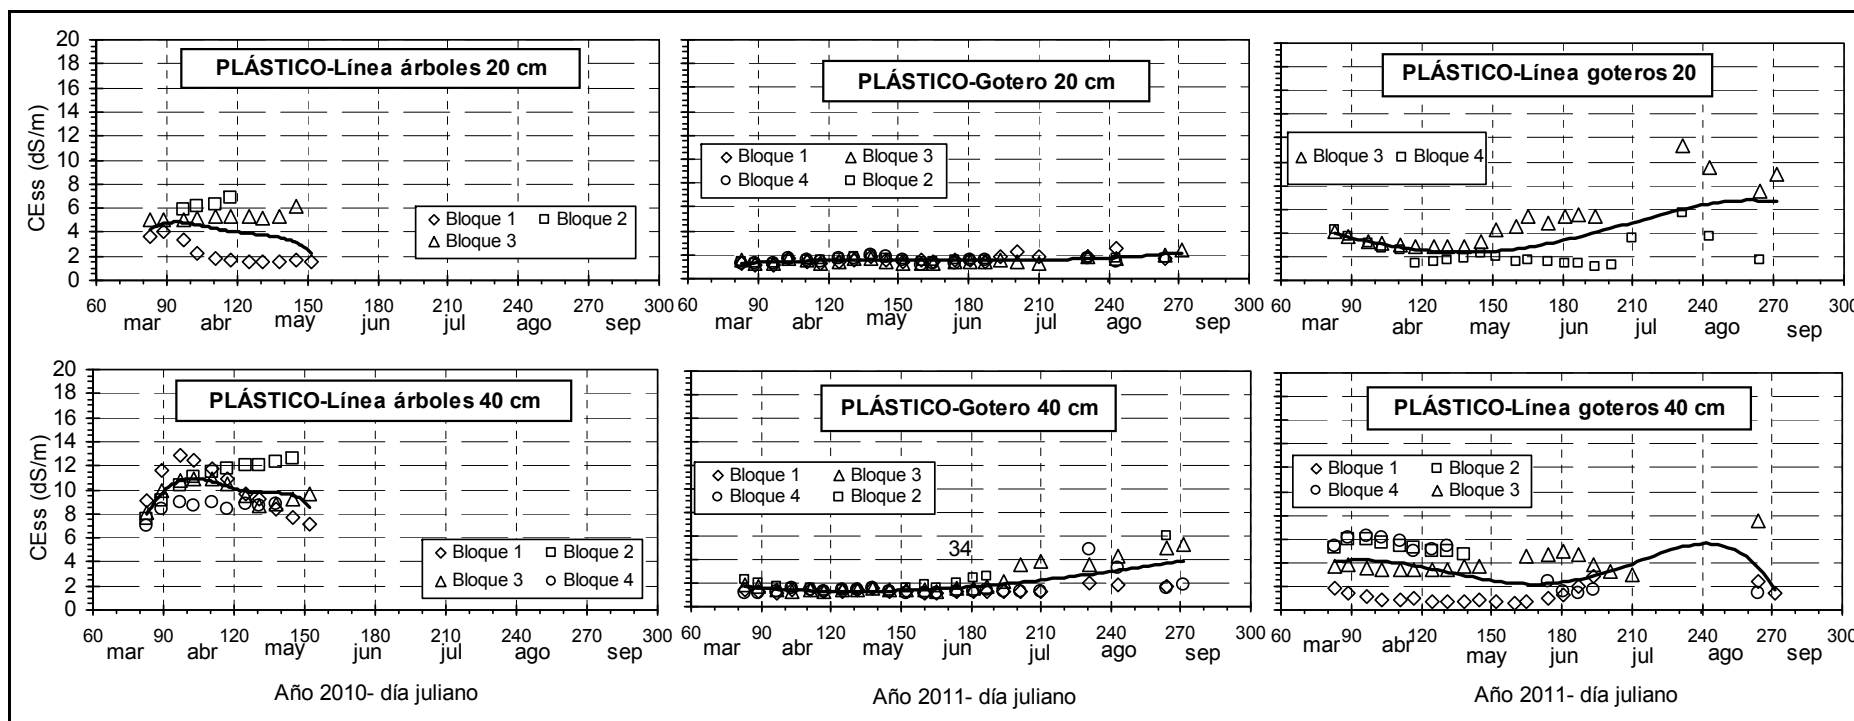 PLÁSTICO-Línea árboles 20 cm
CEss (dS/m)
20
18
16
14
12
10
8
6
4
2
0
◇ Bloque 1 □ Bloque 2
△ Bloque 3
60 90 120 150 180 210 240 270 300
mar abr may jun jul ago sep
PLÁSTICO-Gotero 20 cm
◇ Bloque 1 △ Bloque 3
○ Bloque 4 □ Bloque 2
60 90 120 150 180 210 240 270 300
mar abr may jun jul ago sep
PLÁSTICO-Línea goteros 20
△ Bloque 3 □ Bloque 4
60 90 120 150 180 210 240 270 300
mar abr may jun jul ago sep
PLÁSTICO-Línea árboles 40 cm
CEss (dS/m)
20
18
16
14
12
10
8
6
4
2
0
◇ Bloque 1 □ Bloque 2
△ Bloque 3 ○ Bloque 4
60 90 120 150 180 210 240 270 300
mar abr may jun jul ago sep
Año 2010- día juliano
PLÁSTICO-Gotero 40 cm
◇ Bloque 1 △ Bloque 3
○ Bloque 4 □ Bloque 2
34
60 90 120 150 180 210 240 270 300
mar abr may jun jul ago sep
Año 2011- día juliano
PLÁSTICO-Línea goteros 40 cm
◇ Bloque 1 □ Bloque 2
○ Bloque 4 △ Bloque 3
60 90 120 150 180 210 240 270 300
mar abr may jun jul ago sep
Año 2011- día juliano